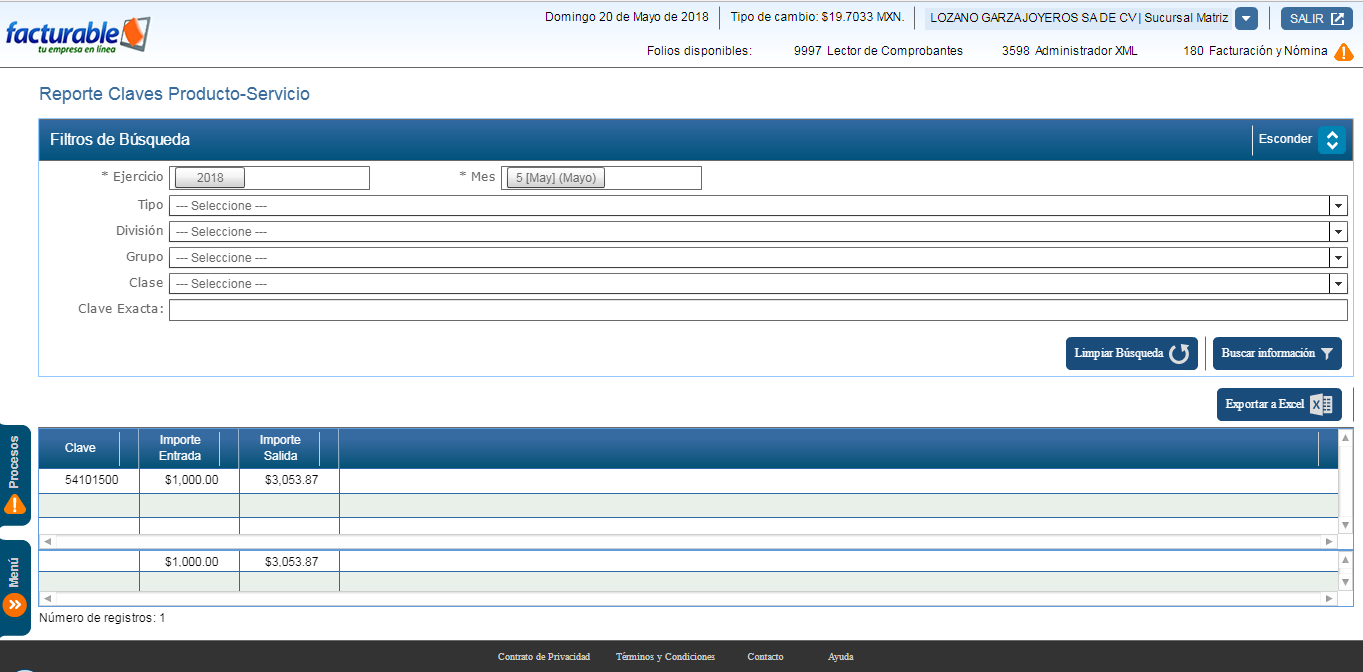 facturable
tu empresa en línea
Domingo 20 de Mayo de 2018
Tipo de cambio: $19.7033 MXN.
LOZANO GARZAJOYEROS SA DE CV | Sucursal Matriz
SALIR
Folios disponibles:
9997 Lector de Comprobantes
3598 Administrador XML
180 Facturación y Nómina
Reporte Claves Producto-Servicio
Filtros de Búsqueda
Esconder
* Ejercicio 2018
* Mes 5 [May] (Mayo)
Tipo --- Seleccione ---
División --- Seleccione ---
Grupo --- Seleccione ---
Clase --- Seleccione ---
Clave Exacta:
Limpiar Búsqueda
Buscar información
Exportar a Excel
Procesos
Menú
Clave
Importe
Entrada
Importe
Salida
54101500 $1,000.00 $3,053.87
$1,000.00 $3,053.87
Número de registros: 1
Contrato de Privacidad
Términos y Condiciones
Contacto
Ayuda